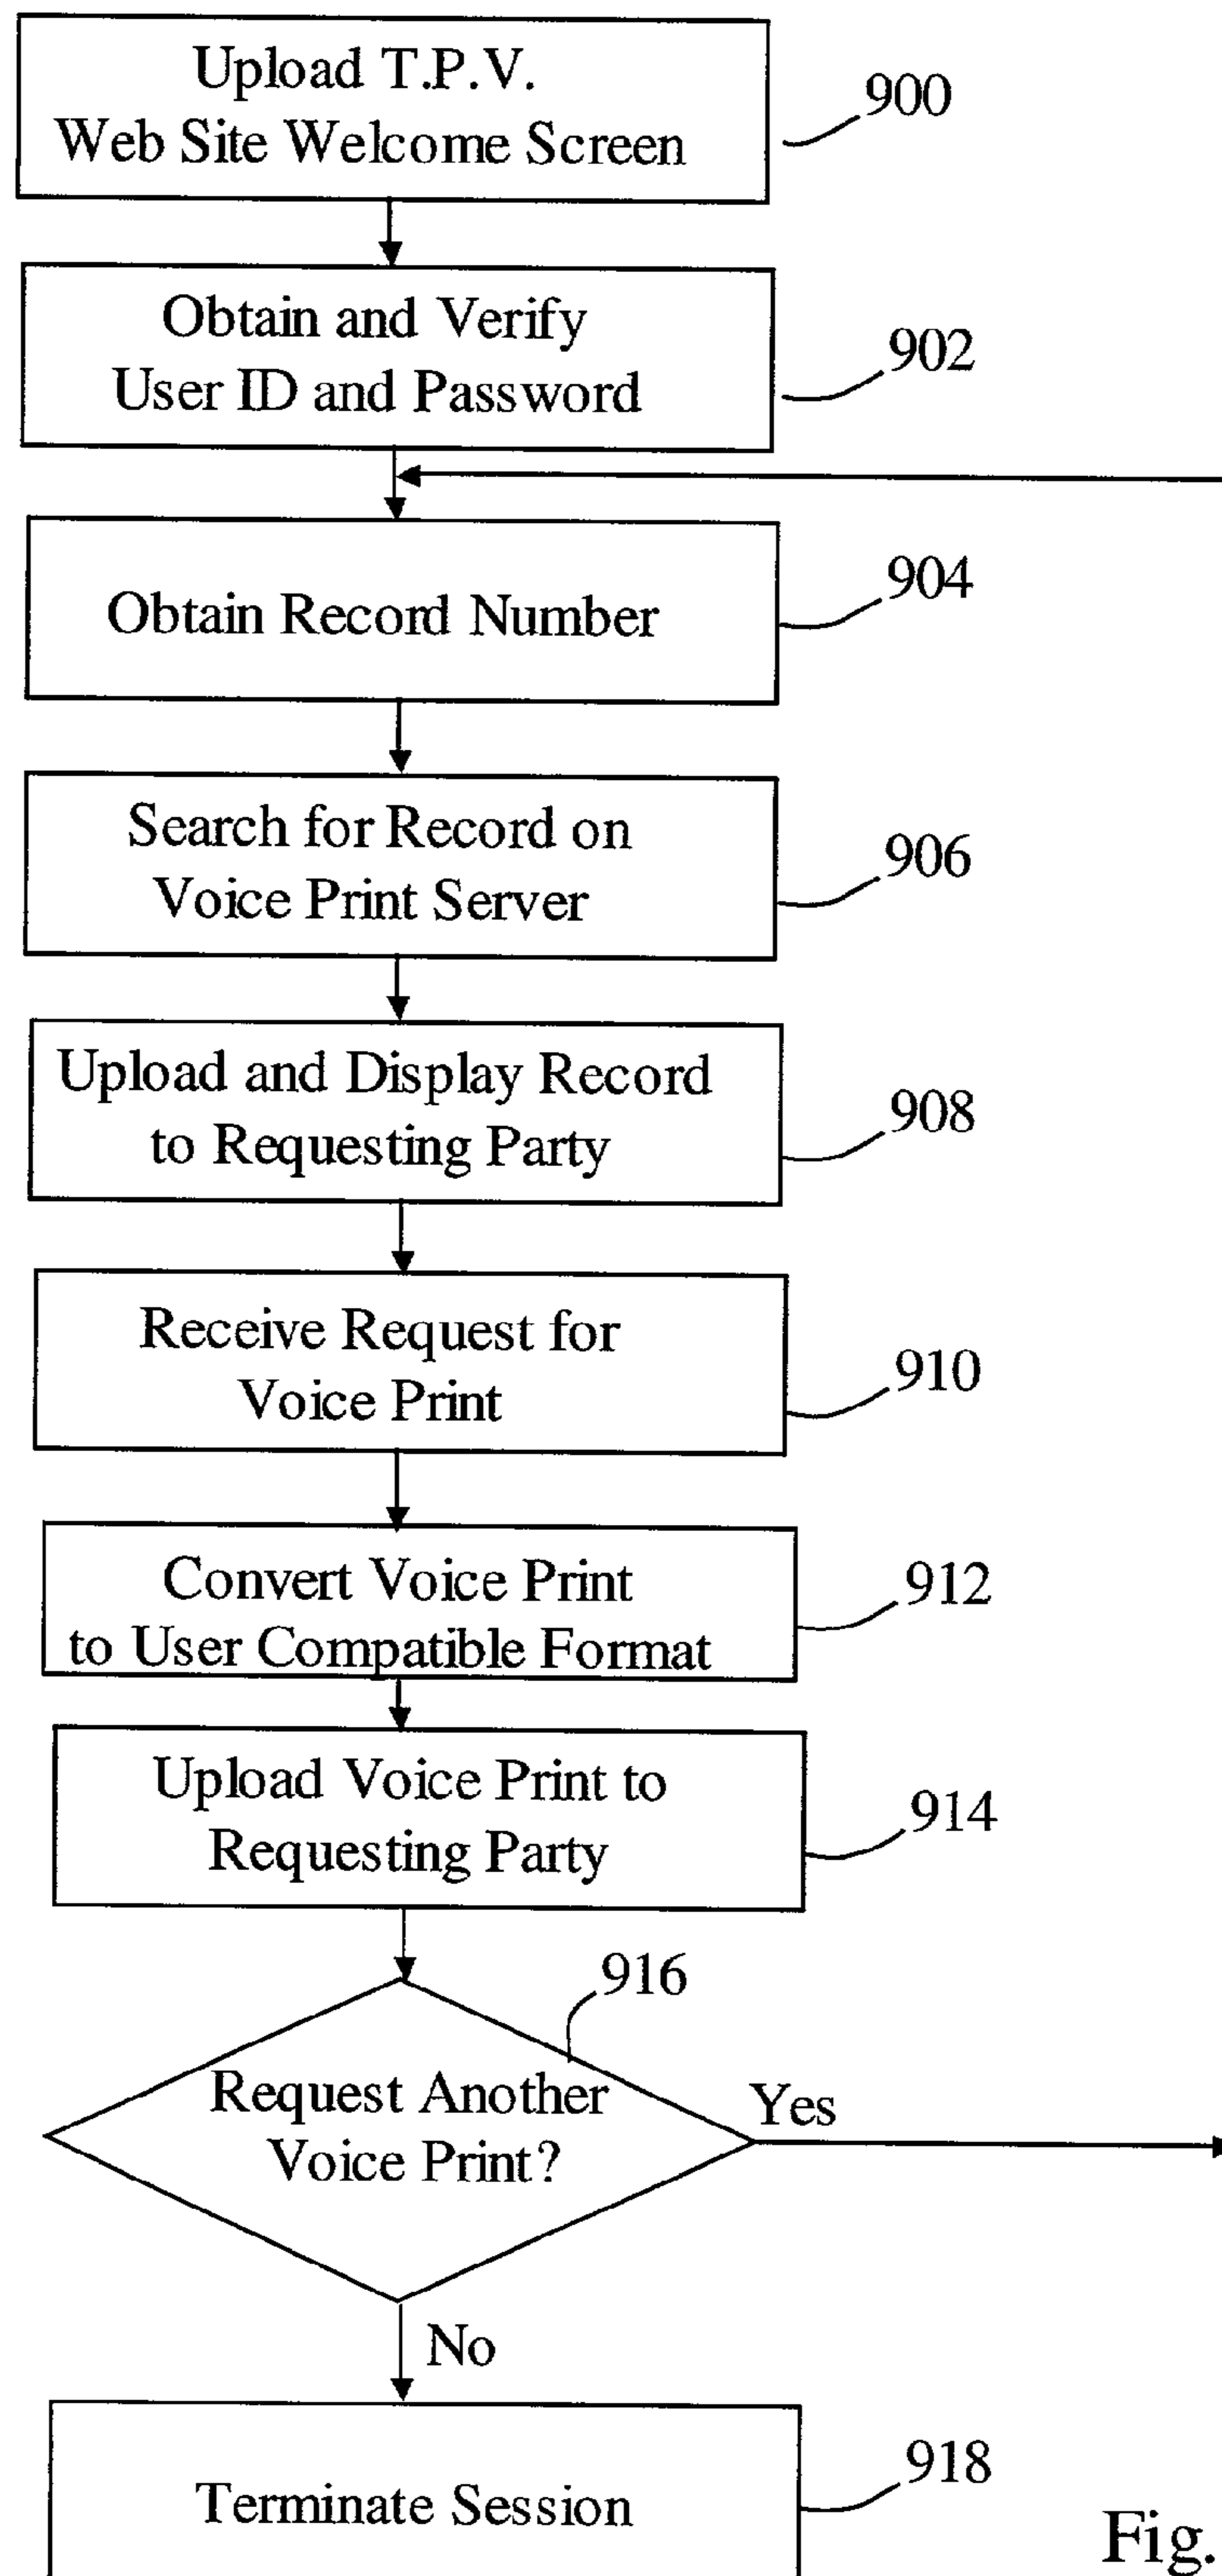 Upload T.P.V.
Web Site Welcome Screen
900
Obtain and Verify
User ID and Password
902
Obtain Record Number
904
Search for Record on
Voice Print Server
906
Upload and Display Record
to Requesting Party
908
Receive Request for
Voice Print
910
Convert Voice Print
to User Compatible Format
912
Upload Voice Print to
Requesting Party
914
916
Request Another
Voice Print?
Yes
No
Terminate Session
918
Fig.